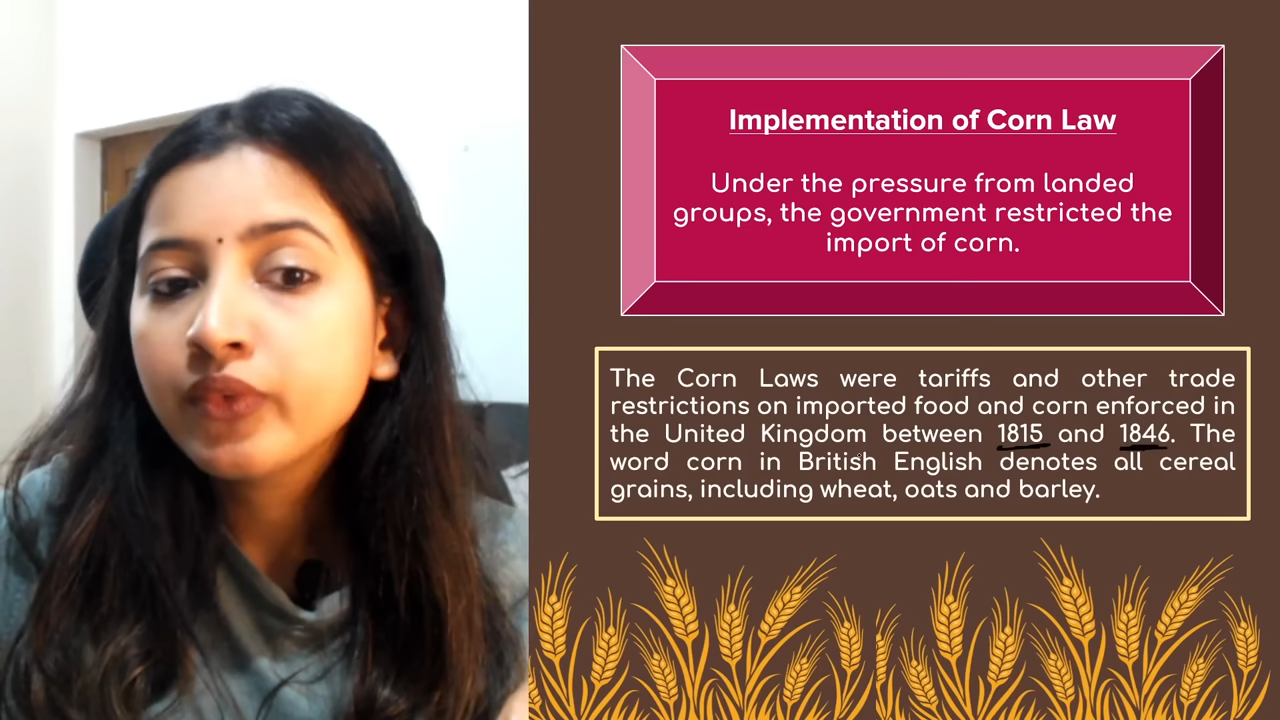 Implementation of Corn Law
Under the pressure from landed
groups, the government restricted the
import of corn.
The Corn Laws were tariffs and other trade
restrictions on imported food and corn enforced in
the United Kingdom between 1815 and 1846. The
word corn in British English denotes all cereal
grains, including wheat, oats and barley.